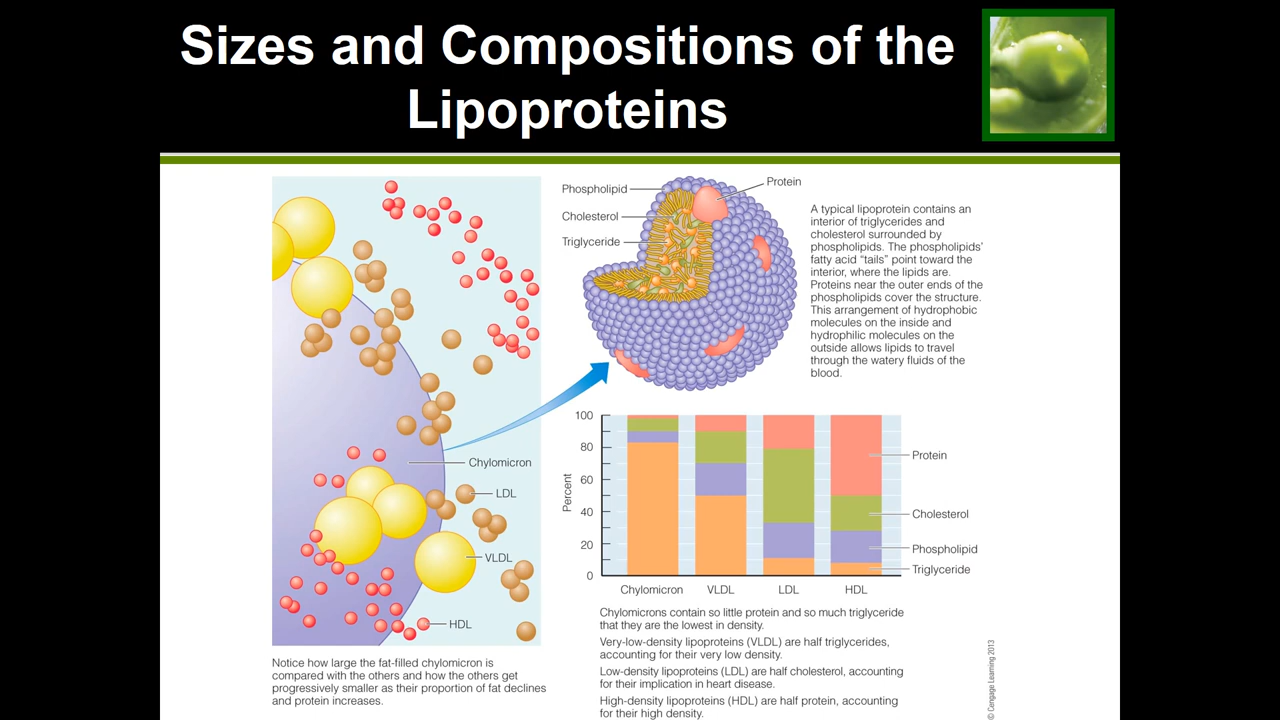 Sizes and Compositions of the
Lipoproteins
Chylomicron
LDL
VLDL
HDL
Notice how large the fat-filled chylomicron is
compared with the others and how the others get
progressively smaller as their proportion of fat declines
and protein increases.
Phospholipid
Cholesterol
Triglyceride
Protein
A typical lipoprotein contains an
interior of triglycerides and
cholesterol surrounded by
phospholipids. The phospholipids’
fatty acid “tails” point toward the
interior, where the lipids are.
Proteins near the outer ends of the
phospholipids cover the structure.
This arrangement of hydrophobic
molecules on the inside and
hydrophilic molecules on the
outside allows lipids to travel
through the watery fluids of the
blood.
Percent
100
80
60
40
20
0
Chylomicron VLDL LDL HDL
Protein
Cholesterol
Phospholipid
Triglyceride
Chylomicrons contain so little protein and so much triglyceride
that they are the lowest in density.
Very-low-density lipoproteins (VLDL) are half triglycerides,
accounting for their very low density.
Low-density lipoproteins (LDL) are half cholesterol, accounting
for their implication in heart disease.
High-density lipoproteins (HDL) are half protein, accounting
for their high density.
© Cengage Learning 2013